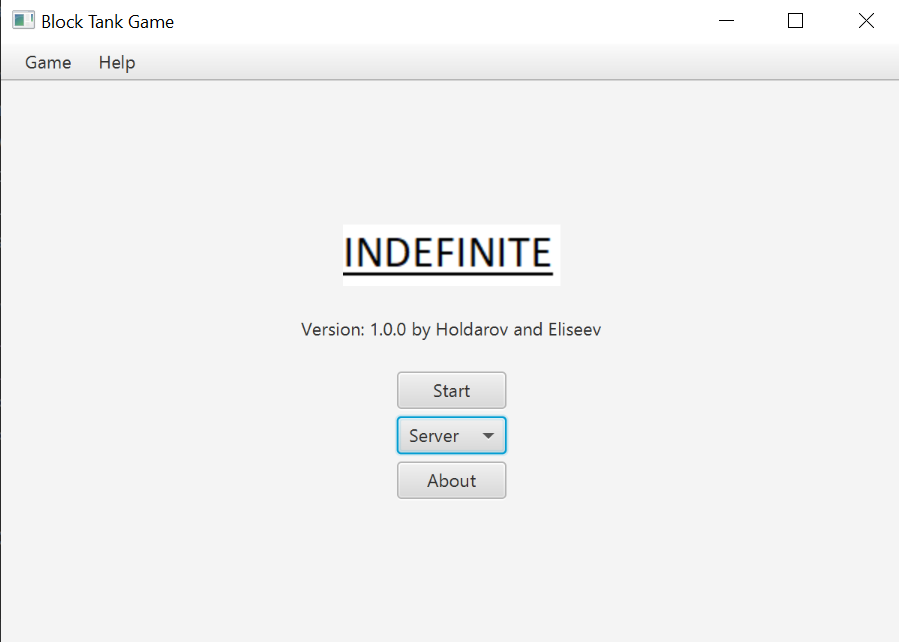 Block Tank Game
Game Help
INDEFINITE
Version: 1.0.0 by Holdarov and Eliseev
Start
Server
About